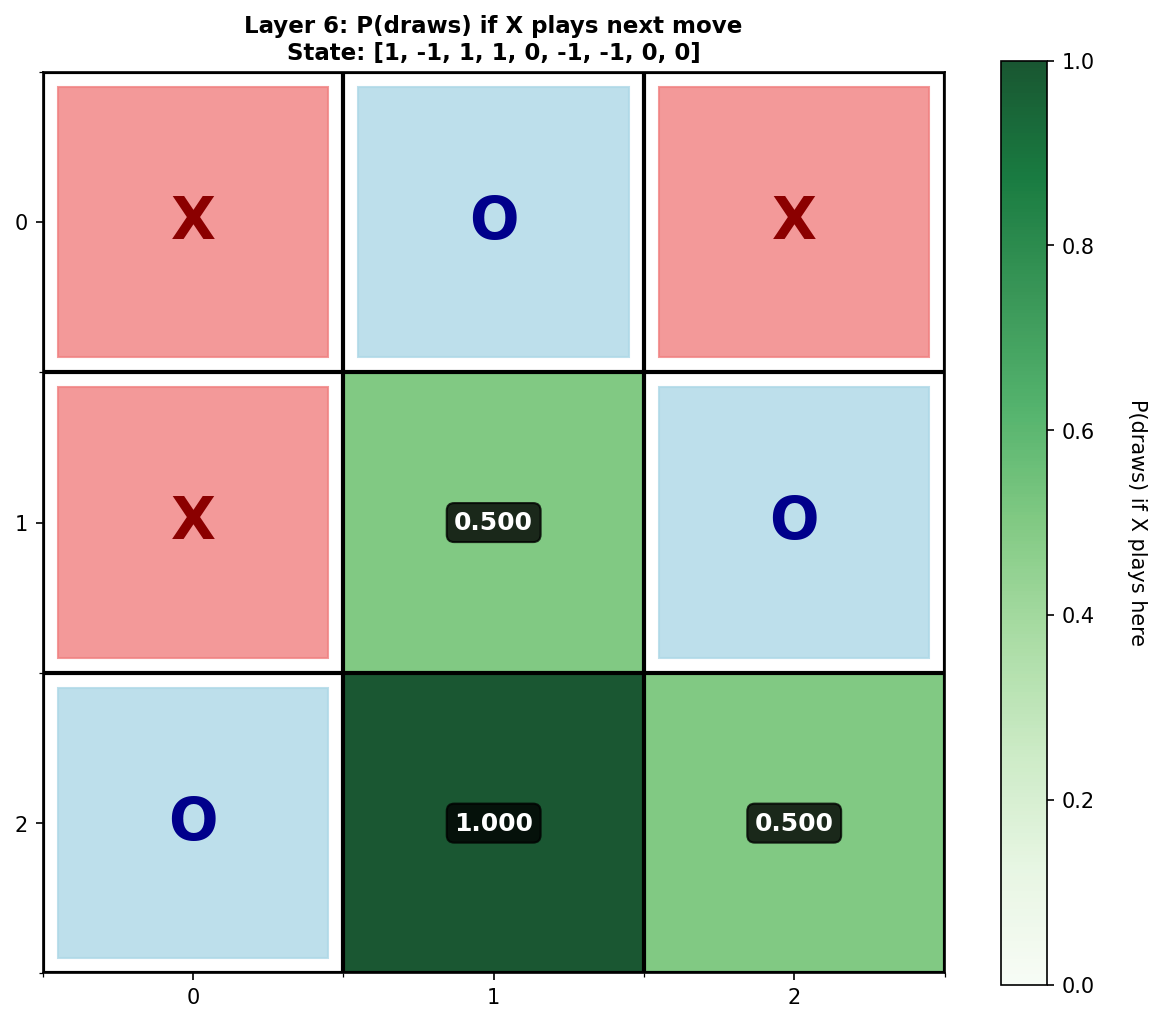 Layer 6: P(draws) if X plays next move
State: [1, -1, 1, 1, 0, -1, -1, 0, 0]
X O X
X 0.500 O
O 1.000 0.500
0
1
2
0 1 2
1.0
0.8
0.6
0.4
0.2
0.0
P(draws) if X plays here